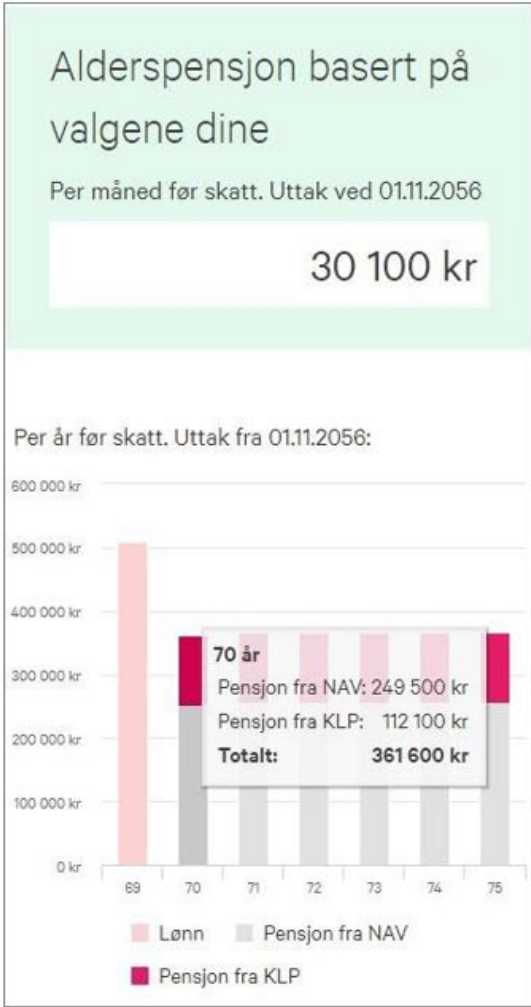 Alderspensjon basert på
valgene dine
Per måned før skatt. Uttak ved 01.11.2056
30 100 kr
Per år før skatt. Uttak fra 01.11.2056:
600 000 kr
500 000 kr
400 000 kr
300 000 kr
200 000 kr
100 000 kr
0 kr
70 år
Pensjon fra NAV: 249 500 kr
Pensjon fra KLP: 112 100 kr
Totalt: 361 600 kr
69 70 71 72 73 74 75
Lønn Pensjon fra NAV
Pensjon fra KLP